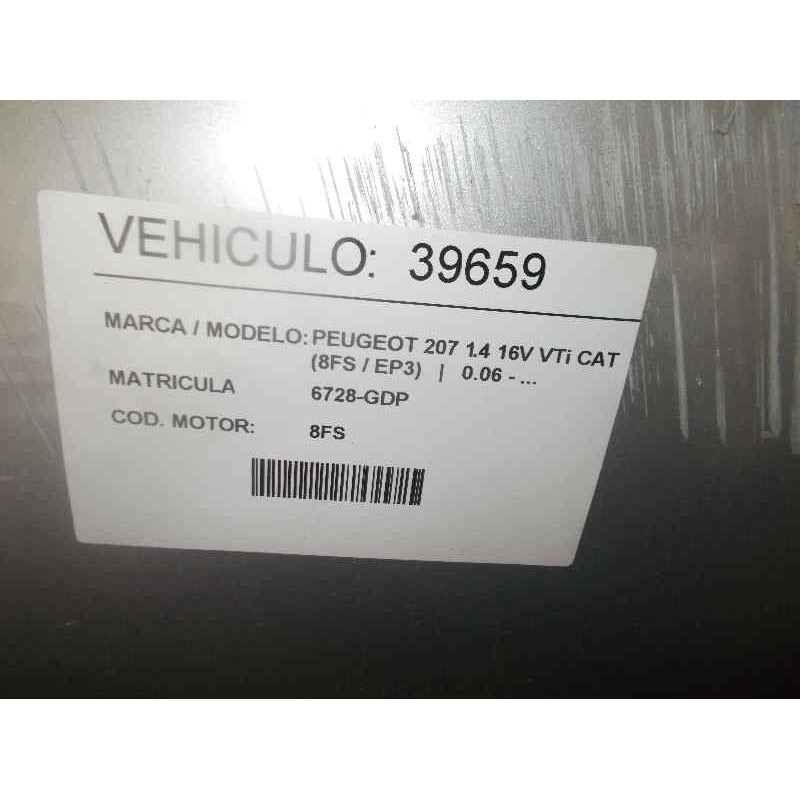 VEHICULO: 39659
MARCA / MODELO: PEUGEOT 207 1.4 16V VTi CAT
(8FS / EP3) | 0.06 - ...
MATRICULA 6728-GDP
COD. MOTOR: 8FS